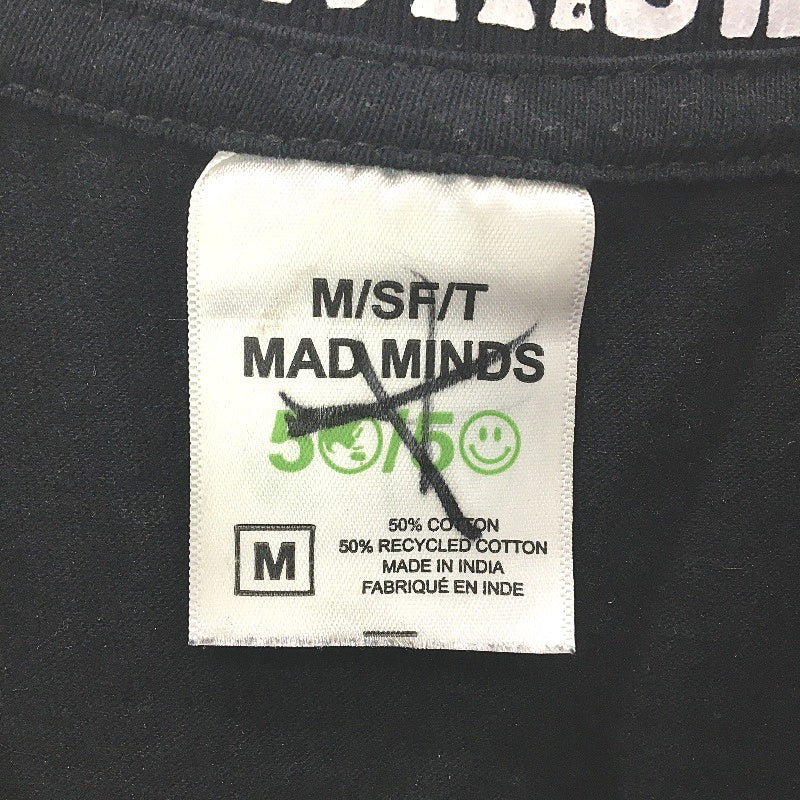 M/SF/T
MAD MINDS
50/50
M
50% COTTON
50% RECYCLED COTTON
MADE IN INDIA
FABRIQUÉ EN INDE